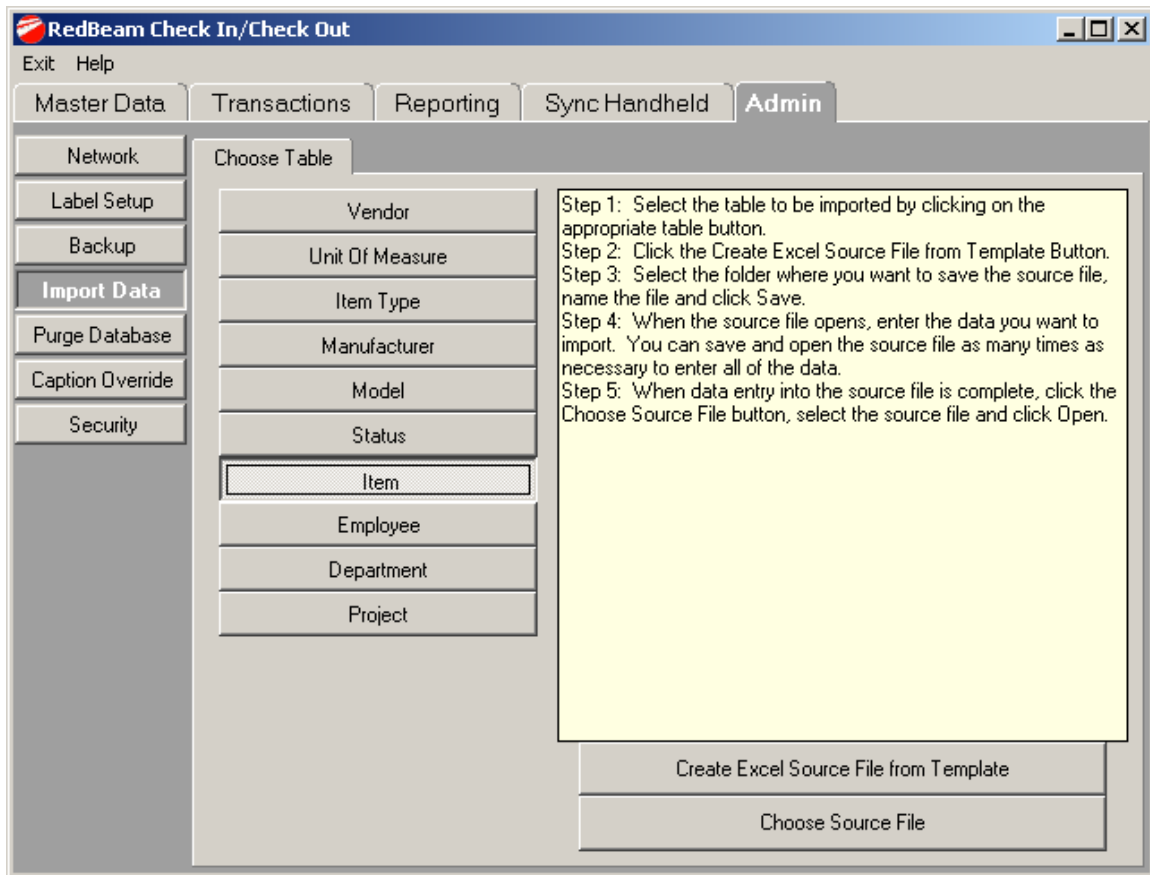 RedBeam Check In/Check Out
Exit Help
Master Data Transactions Reporting Sync Handheld Admin
Network
Label Setup
Backup
Import Data
Purge Database
Caption Override
Security
Choose Table
Vendor
Unit Of Measure
Item Type
Manufacturer
Model
Status
Item
Employee
Department
Project
Step 1: Select the table to be imported by clicking on the
appropriate table button.
Step 2: Click the Create Excel Source File from Template Button.
Step 3: Select the folder where you want to save the source file,
name the file and click Save.
Step 4: When the source file opens, enter the data you want to
import. You can save and open the source file as many times as
necessary to enter all of the data.
Step 5: When data entry into the source file is complete, click the
Choose Source File button, select the source file and click Open.
Create Excel Source File from Template
Choose Source File